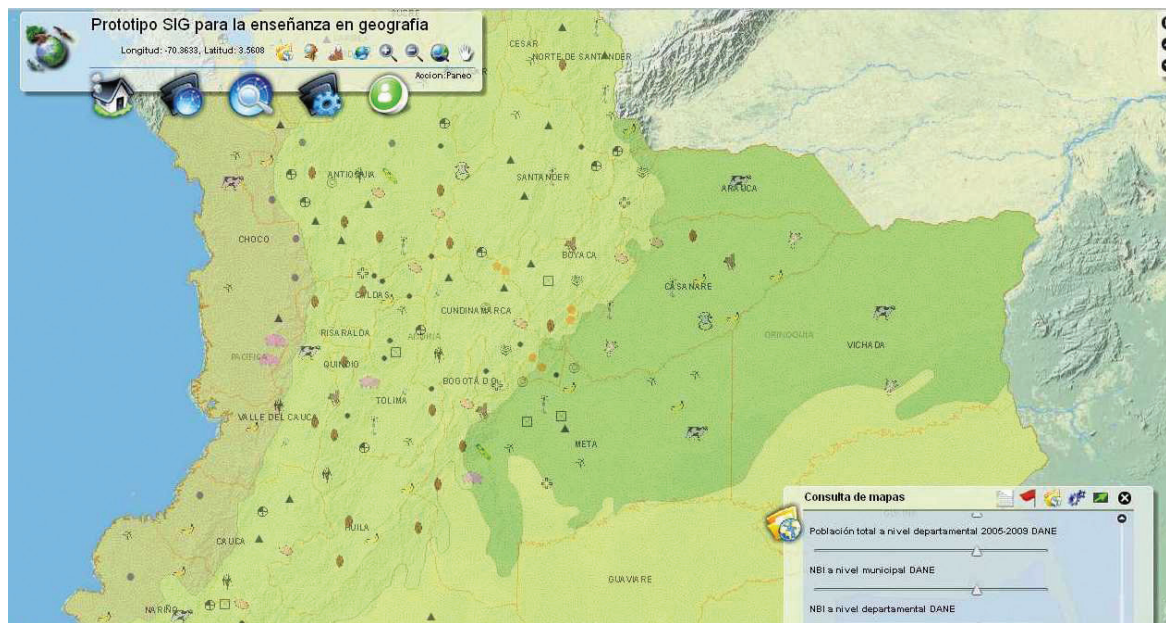 Prototipo SIG para la enseñanza en geografia
Longitud: -70.3633, Latitud: 3.5608
Accion:Paneo
CESAR
NORTE DE SANTANDER
ANTIOQUIA
SANTANDER
ARAUCA
CHOCO
BOYACA
CASANARE
CALDAS
CUNDINAMARCA
RISARALDA
ANDINA
ORINOQUIA
VICHADA
PACIFICA
QUINDIO
BOGOTA D.C.
TOLIMA
VALLE DEL CAUCA
META
HUILA
CAUCA
GUAVIARE
NARIÑO
Consulta de mapas
Población total a nivel departamental 2005-2009 DANE
NBI a nivel municipal DANE
NBI a nivel departamental DANE